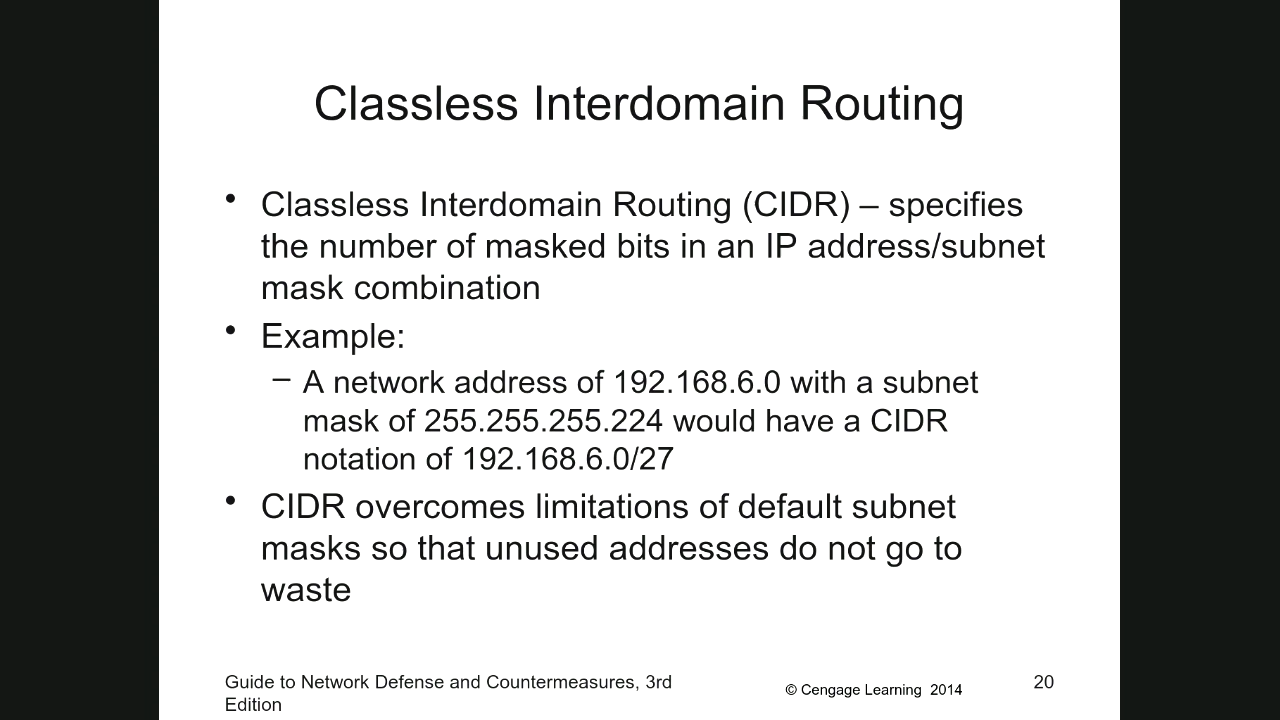 Classless Interdomain Routing
• Classless Interdomain Routing (CIDR) – specifies
the number of masked bits in an IP address/subnet
mask combination
• Example:
– A network address of 192.168.6.0 with a subnet
mask of 255.255.255.224 would have a CIDR
notation of 192.168.6.0/27
• CIDR overcomes limitations of default subnet
masks so that unused addresses do not go to
waste
Guide to Network Defense and Countermeasures, 3rd
Edition
© Cengage Learning 2014
20